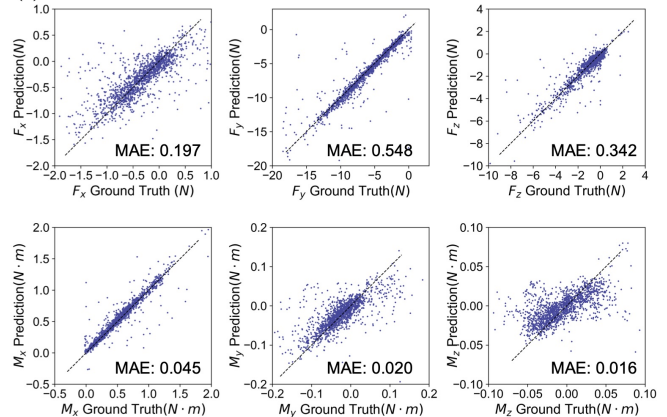 1.0
0.5
0.0
−0.5
−1.0
−1.5
−2.0
−2.0 −1.5 −1.0 −0.5 0.0 0.5 1.0
Fx Prediction(N)
Fx Ground Truth (N)
MAE: 0.197
0
−5
−10
−15
−20
−20 −15 −10 −5 0
Fy Prediction(N)
Fy Ground Truth(N)
MAE: 0.548
4
2
0
−2
−4
−6
−8
−10
−10 −8 −6 −4 −2 0 2 4
Fz Prediction(N)
Fz Ground Truth(N)
MAE: 0.342
2.0
1.5
1.0
0.5
0.0
−0.5
−0.5 0.0 0.5 1.0 1.5 2.0
Mx Prediction(N · m)
Mx Ground Truth(N · m)
MAE: 0.045
0.2
0.1
0.0
−0.1
−0.2
−0.2 −0.1 0.0 0.1 0.2
My Prediction(N · m)
My Ground Truth(N · m)
MAE: 0.020
0.10
0.05
0.00
−0.05
−0.10
−0.10 −0.05 0.00 0.05 0.10
Mz Prediction(N · m)
Mz Ground Truth(N · m)
MAE: 0.016